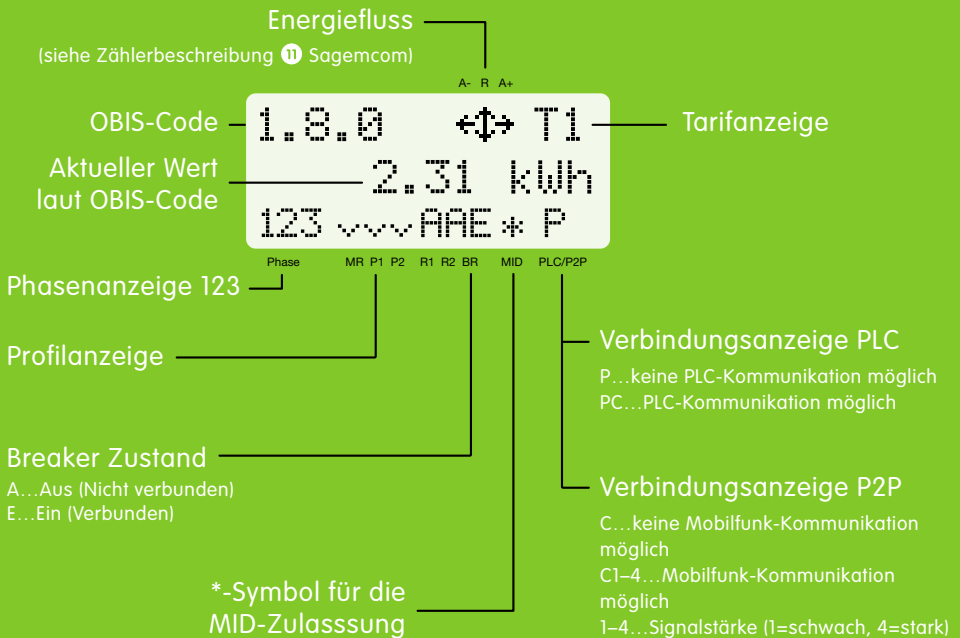 Energiefluss
(siehe Zählerbeschreibung 11 Sagemcom)
A- R A+
OBIS-Code
1.8.0 T1
Tarifanzeige
Aktueller Wert
laut OBIS-Code
2.31 kWh
123 AAE * P
Phase MR P1 P2 R1 R2 BR MID PLC/P2P
Phasenanzeige 123
Profilanzeige
Verbindungsanzeige PLC
P...keine PLC-Kommunikation möglich
PC...PLC-Kommunikation möglich
Breaker Zustand
A...Aus (Nicht verbunden)
E...Ein (Verbunden)
Verbindungsanzeige P2P
C...keine Mobilfunk-Kommunikation
möglich
C1–4...Mobilfunk-Kommunikation
möglich
1–4...Signalstärke (1=schwach, 4=stark)
*-Symbol für die
MID-Zulasssung